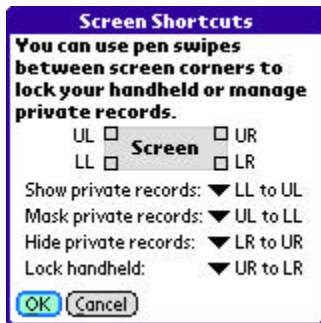 Screen Shortcuts
You can use pen swipes
between screen corners to
lock your handheld or manage
private records.
UL Screen UR
LL LR
Show private records: LL to UL
Mask private records: UL to LL
Hide private records: LR to UR
Lock handheld: UR to LR
OK Cancel